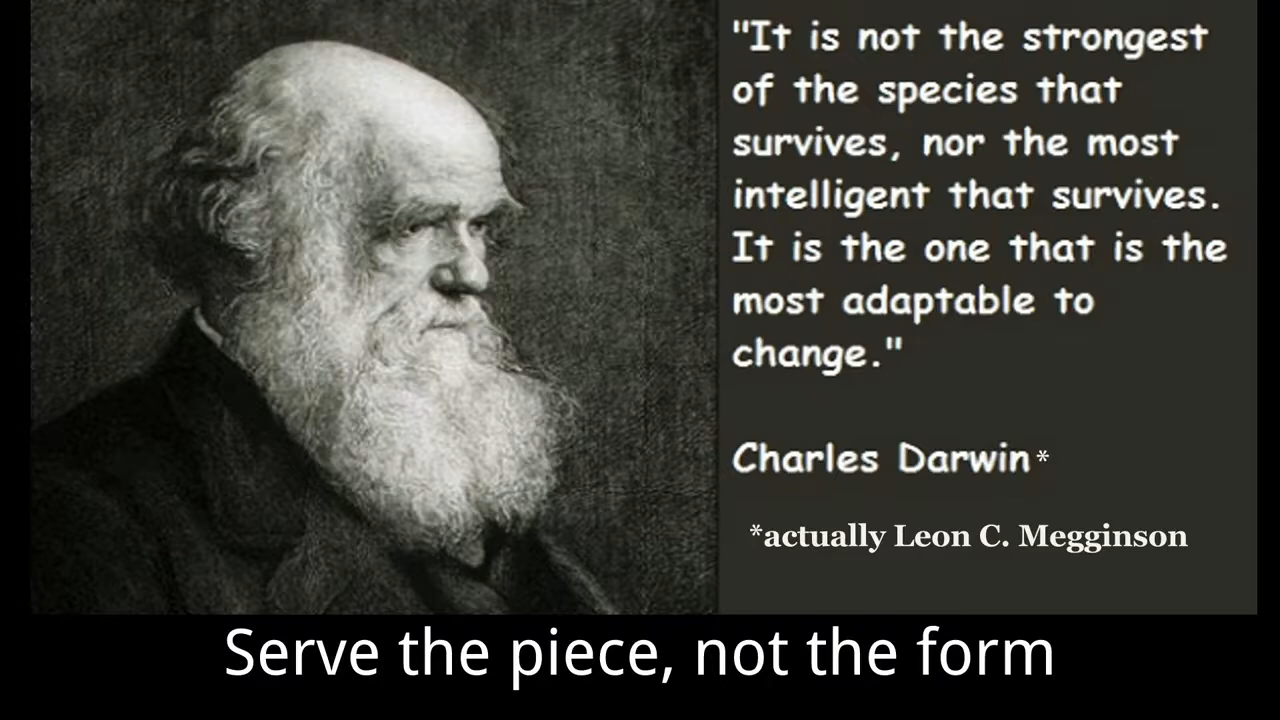 "It is not the strongest
of the species that
survives, nor the most
intelligent that survives.
It is the one that is the
most adaptable to
change."
Charles Darwin*
*actually Leon C. Megginson
Serve the piece, not the form